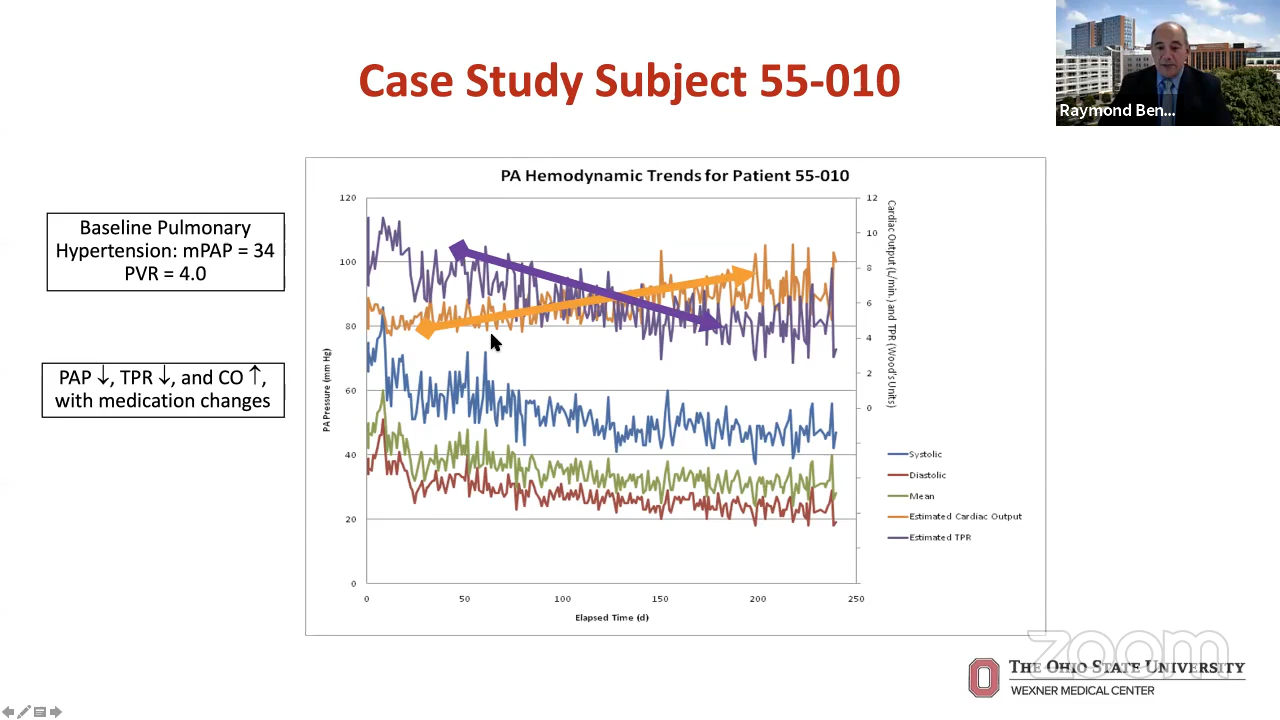 Case Study Subject 55-010
Raymond Ben...
Baseline Pulmonary
Hypertension: mPAP = 34
PVR = 4.0
PAP ↓, TPR ↓, and CO ↑,
with medication changes
PA Hemodynamic Trends for Patient 55-010
120
100
80
60
40
20
0
PA Pressure (mm Hg)
12
10
8
6
4
2
0
Cardiac Output (L/min.) and TPR (Wood's Units)
0 50 100 150 200 250
Elapsed Time (d)
Systolic
Diastolic
Mean
Estimated Cardiac Output
Estimated TPR
zoom
THE OHIO STATE UNIVERSITY
WEXNER MEDICAL CENTER